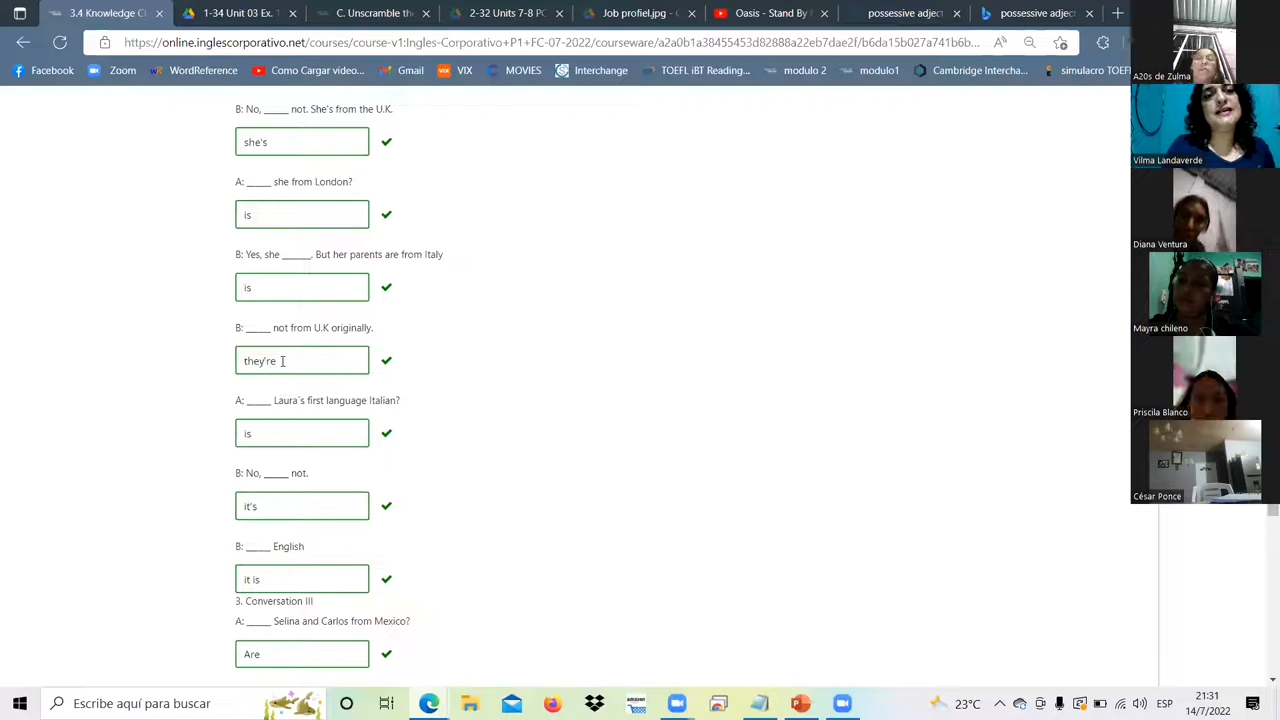 3.4 Knowledge C
1-34 Unit 03 Ex. 1
C. Unscramble th
2-32 Units 7-8 PC
Job profiel.jpg - G
Oasis - Stand By
possessive adject
possessive adject
https://online.inglescorporativo.net/courses/course-v1:Ingles-Corporativo+P1+FC-07-2022/courseware/a2a0b1a38455453d82888a22eb7dae2f/b6da15b027a741b6b...
Facebook
Zoom
WordReference
Como Cargar video...
Gmail
VIX
MOVIES
Interchange
TOEFL iBT Reading...
modulo 2
modulo1
Cambridge Intercha...
simulacro TOEF
B: No, _____ not. She's from the U.K.
she's
A: _____ she from London?
is
B: Yes, she ______. But her parents are from Italy
is
B: _____ not from U.K originally.
they're
A: _____ Laura´s first language Italian?
is
B: No, _____ not.
it's
B: _____ English
it is
3. Conversation III
A: _____ Selina and Carlos from Mexico?
Are
A20s de Zulma
Vilma Landaverde
Diana Ventura
Mayra chileno
Priscila Blanco
César Ponce
Escribe aquí para buscar
amazon
23°C
ESP
21:31
14/7/2022